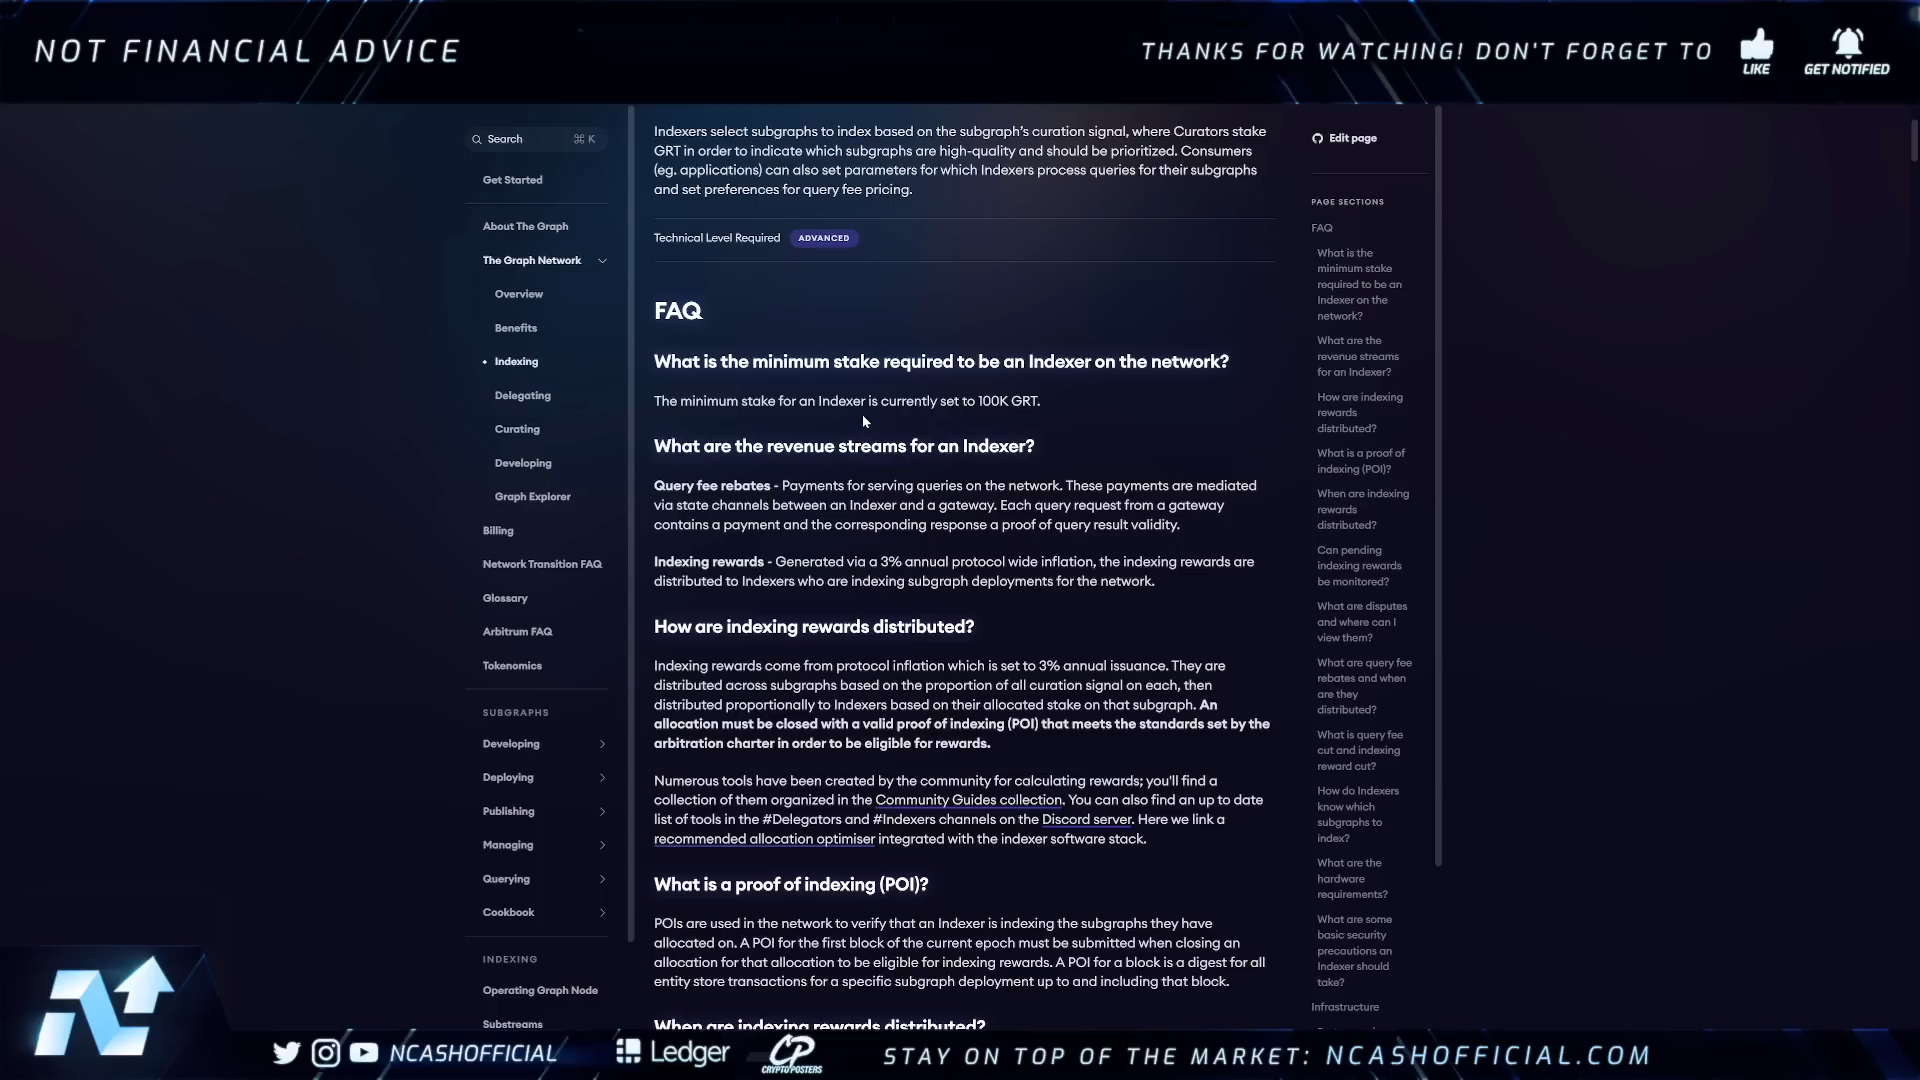 NOT FINANCIAL ADVICE
THANKS FOR WATCHING! DON'T FORGET TO
LIKE
GET NOTIFIED
Search ⌘ K
Get Started
About The Graph
The Graph Network
Overview
Benefits
Indexing
Delegating
Curating
Developing
Graph Explorer
Billing
Network Transition FAQ
Glossary
Arbitrum FAQ
Tokenomics
SUBGRAPHS
Developing
Deploying
Publishing
Managing
Querying
Cookbook
INDEXING
Operating Graph Node
Substreams
Indexers select subgraphs to index based on the subgraph's curation signal, where Curators stake
GRT in order to indicate which subgraphs are high-quality and should be prioritized. Consumers
(eg. applications) can also set parameters for which Indexers process queries for their subgraphs
and set preferences for query fee pricing.
Technical Level Required ADVANCED
FAQ
What is the minimum stake required to be an Indexer on the network?
The minimum stake for an Indexer is currently set to 100K GRT.
What are the revenue streams for an Indexer?
Query fee rebates - Payments for serving queries on the network. These payments are mediated
via state channels between an Indexer and a gateway. Each query request from a gateway
contains a payment and the corresponding response a proof of query result validity.
Indexing rewards - Generated via a 3% annual protocol wide inflation, the indexing rewards are
distributed to Indexers who are indexing subgraph deployments for the network.
How are indexing rewards distributed?
Indexing rewards come from protocol inflation which is set to 3% annual issuance. They are
distributed across subgraphs based on the proportion of all curation signal on each, then
distributed proportionally to Indexers based on their allocated stake on that subgraph. An
allocation must be closed with a valid proof of indexing (POI) that meets the standards set by the
arbitration charter in order to be eligible for rewards.
Numerous tools have been created by the community for calculating rewards; you'll find a
collection of them organized in the Community Guides collection. You can also find an up to date
list of tools in the #Delegators and #Indexers channels on the Discord server. Here we link a
recommended allocation optimiser integrated with the indexer software stack.
What is a proof of indexing (POI)?
POIs are used in the network to verify that an Indexer is indexing the subgraphs they have
allocated on. A POI for the first block of the current epoch must be submitted when closing an
allocation for that allocation to be eligible for indexing rewards. A POI for a block is a digest for all
entity store transactions for a specific subgraph deployment up to and including that block.
When are indexing rewards distributed?
Edit page
PAGE SECTIONS
FAQ
What is the
minimum stake
required to be an
Indexer on the
network?
What are the
revenue streams
for an Indexer?
How are indexing
rewards
distributed?
What is a proof of
indexing (POI)?
When are indexing
rewards
distributed?
Can pending
indexing rewards
be monitored?
What are disputes
and where can I
view them?
What are query fee
rebates and when
are they
distributed?
What is query fee
cut and indexing
reward cut?
How do Indexers
know which
subgraphs to
index?
What are the
hardware
requirements?
What are some
basic security
precautions an
Indexer should
take?
Infrastructure
NCASHOFFICIAL
Ledger
CP
CRYPTOPOSTERS
STAY ON TOP OF THE MARKET: NCASHOFFICIAL.COM